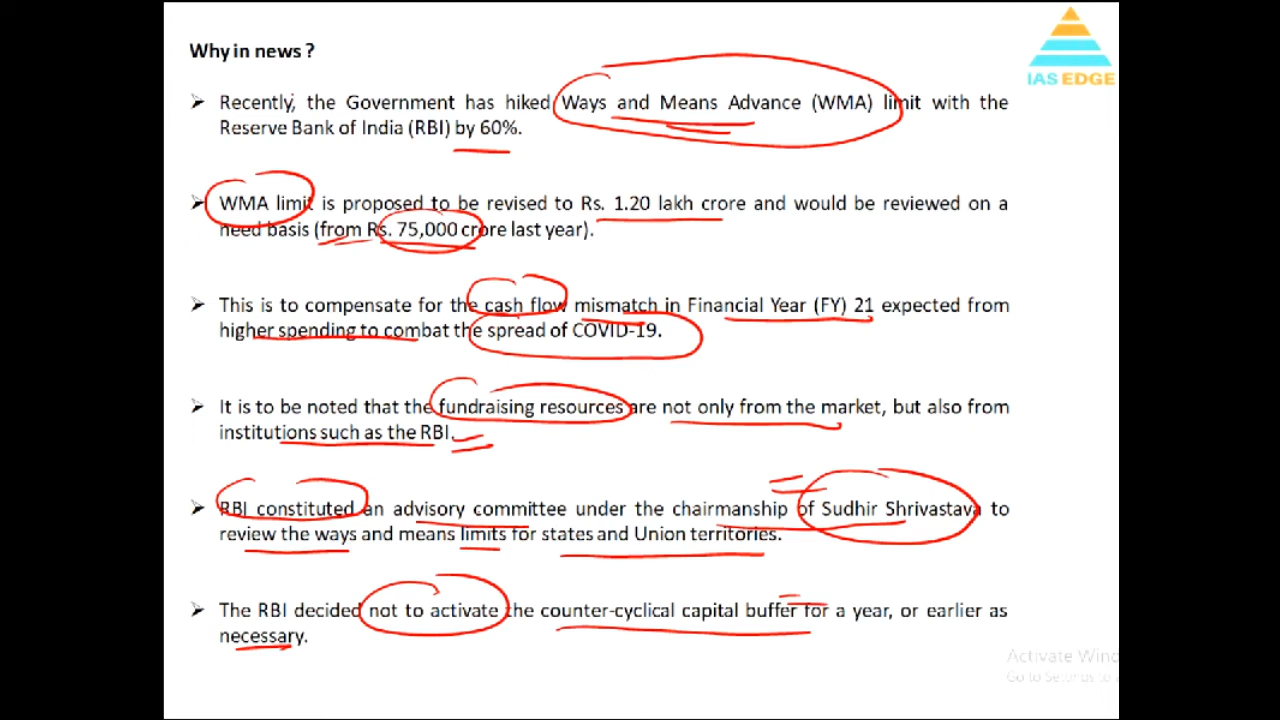 Why in news ?
IAS EDGE
➢ Recently, the Government has hiked Ways and Means Advance (WMA) limit with the
Reserve Bank of India (RBI) by 60%.
➢ WMA limit is proposed to be revised to Rs. 1.20 lakh crore and would be reviewed on a
need basis (from Rs. 75,000 crore last year).
➢ This is to compensate for the cash flow mismatch in Financial Year (FY) 21 expected from
higher spending to combat the spread of COVID-19.
➢ It is to be noted that the fundraising resources are not only from the market, but also from
institutions such as the RBI.
➢ RBI constituted an advisory committee under the chairmanship of Sudhir Shrivastava to
review the ways and means limits for states and Union territories.
➢ The RBI decided not to activate the counter-cyclical capital buffer for a year, or earlier as
necessary.
Activate Wind
Go to Settings to